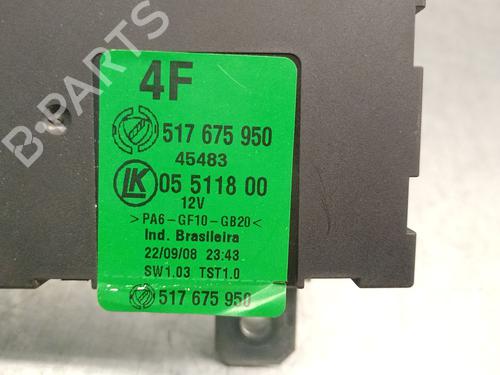 B-PARTS
4F
517 675 950
45483
LK 05 5118 00
12V
>PA6-GF10-GB20<
Ind. Brasileira
22/09/08 23:43
SW1.03 TST1.0
517 675 950